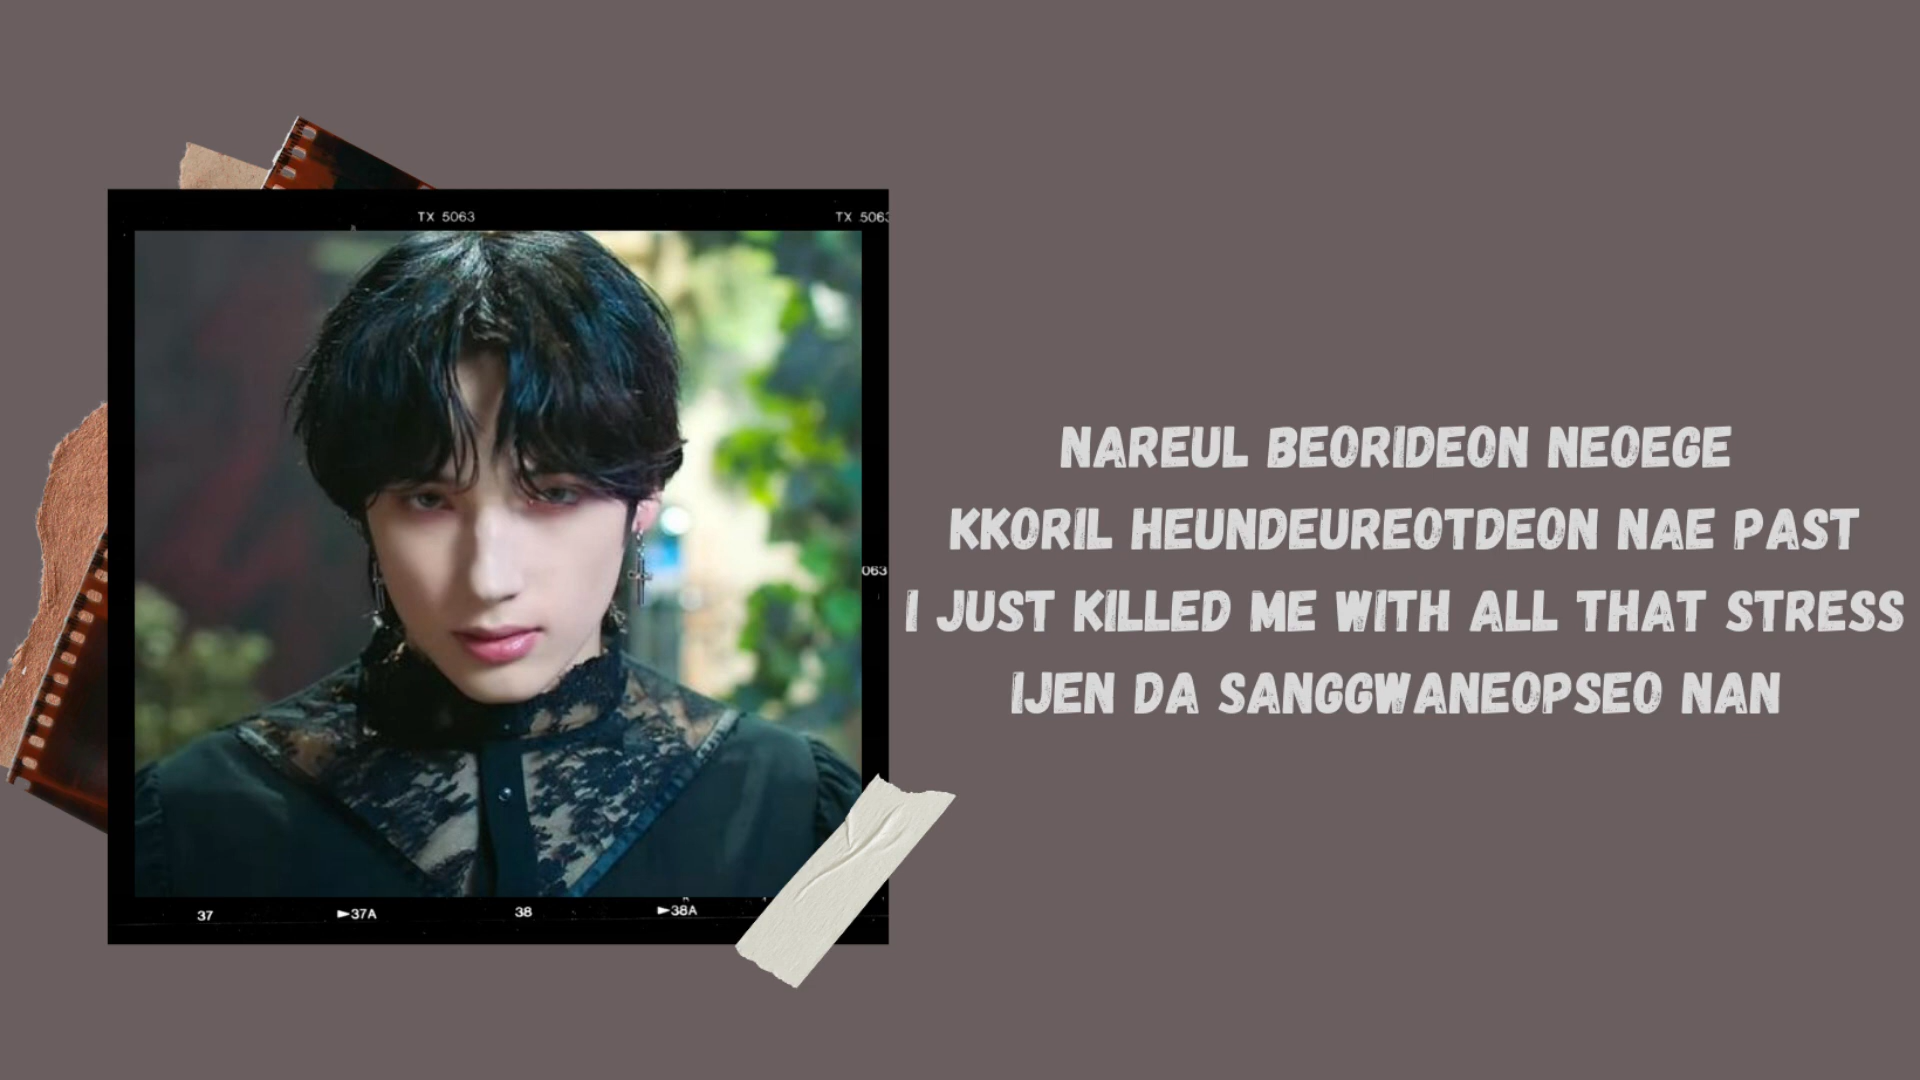 TX 5063
TX 5063
063
NAREUL BEORIDEON NEOEGE
KKORIL HEUNDEUREOTDEON NAE PAST
I JUST KILLED ME WITH ALL THAT STRESS
IJEN DA SANGGWANEOPSEO NAN
37
▶37A
38
▶38A